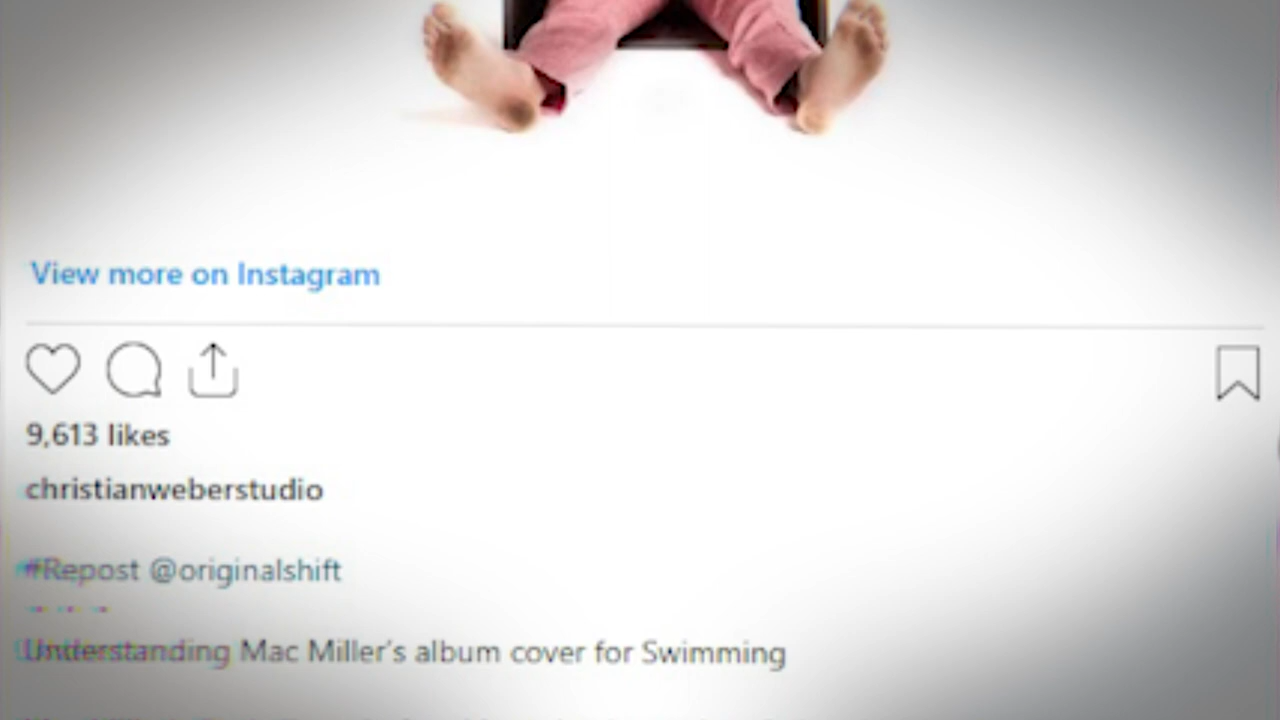 View more on Instagram
9,613 likes
christianweberstudio
#Repost @originalshift
Understanding Mac Miller's album cover for Swimming